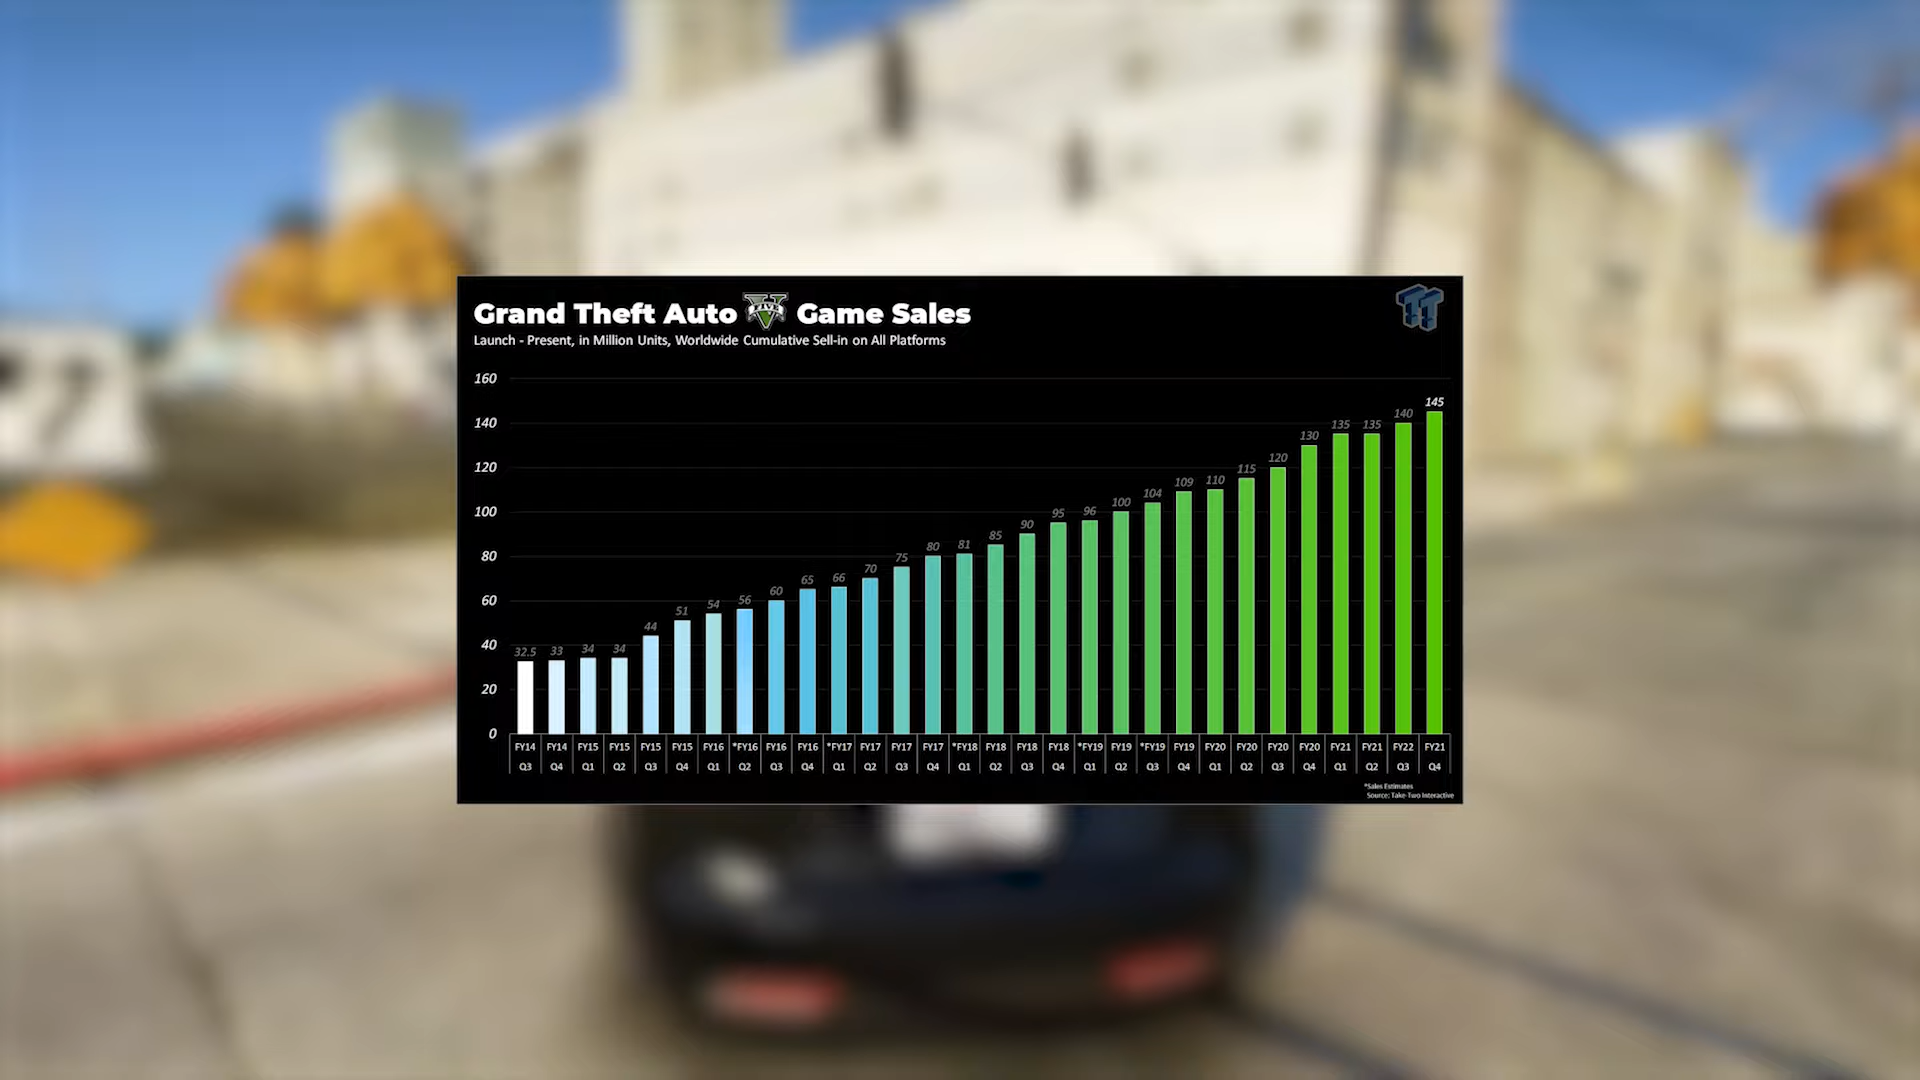 Grand Theft Auto V FIVE Game Sales
Launch - Present, in Million Units, Worldwide Cumulative Sell-in on All Platforms
160
140
120
100
80
60
40
20
0
32.5 33 34 34 44 51 54 56 60 65 66 70 75 80 81 85 90 95 96 100 104 109 110 115 120 130 135 135 140 145
FY14 FY14 FY15 FY15 FY15 FY15 FY16 *FY16 FY16 FY16 *FY17 FY17 FY17 FY17 *FY18 FY18 FY18 FY18 *FY19 FY19 *FY19 FY19 FY20 FY20 FY20 FY20 FY21 FY21 FY22 FY21
Q3 Q4 Q1 Q2 Q3 Q4 Q1 Q2 Q3 Q4 Q1 Q2 Q3 Q4 Q1 Q2 Q3 Q4 Q1 Q2 Q3 Q4 Q1 Q2 Q3 Q4 Q1 Q2 Q3 Q4
*Sales Estimates
Source: Take-Two Interactive
TT
7